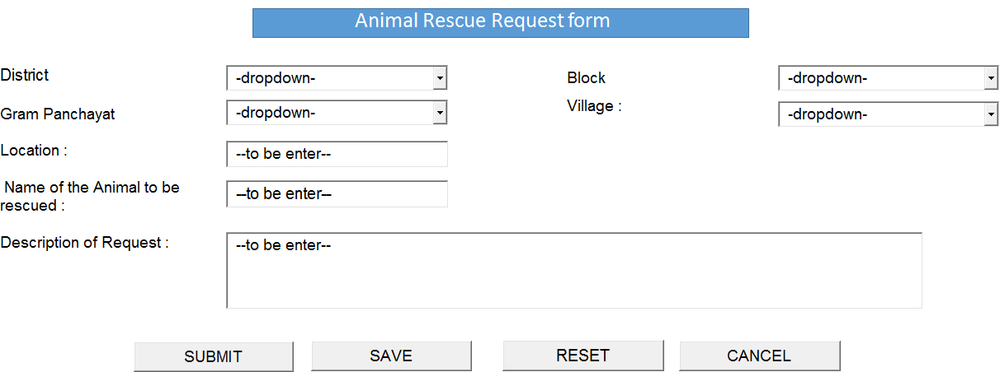 Animal Rescue Request form
District -dropdown- Block -dropdown-
Gram Panchayat -dropdown- Village : -dropdown-
Location : --to be enter--
Name of the Animal to be
rescued : --to be enter--
Description of Request : --to be enter--
SUBMIT SAVE RESET CANCEL